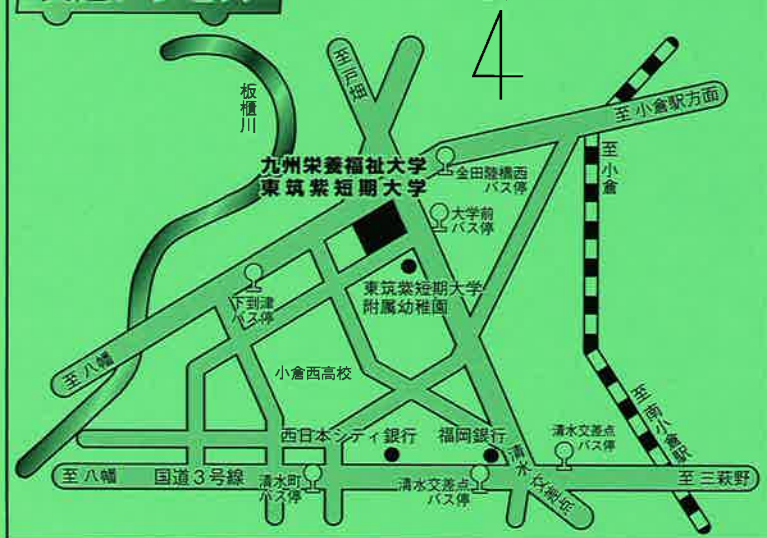 4
至戸畑
板櫃川
至 小倉駅方面
至小倉
九州栄養福祉大学
東筑紫短期大学
金田陸橋西
バス停
大学前
バス停
下到津
バス停
東筑紫短期大学
附属幼稚園
至 八幡
小倉西高校
至南小倉駅
西日本シティ銀行
福岡銀行
清水交差点
バス停
至 八幡
国道3号線
清水町
バス停
清水交差点
バス停
清水交差点
至 三萩野